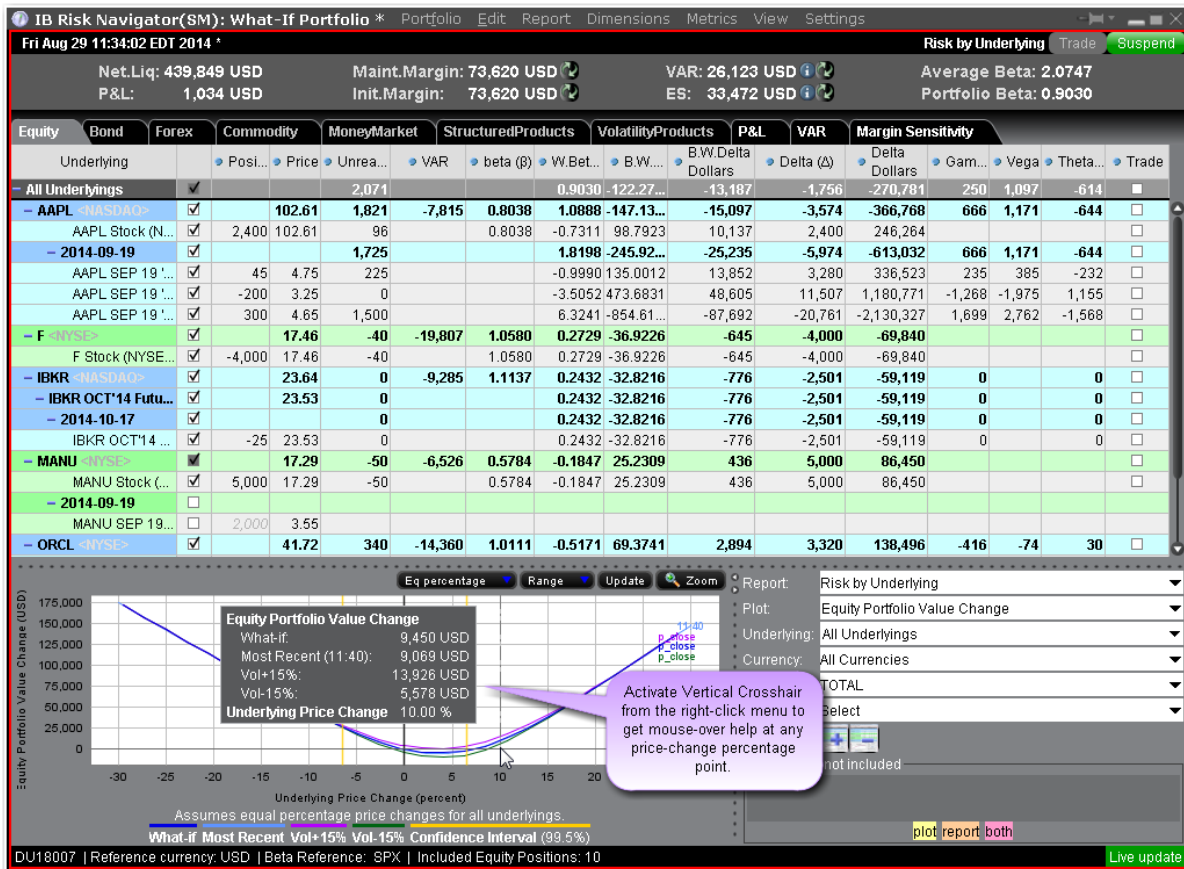 IB Risk Navigator(SM): What-If Portfolio * Portfolio Edit Report Dimensions Metrics View Settings
Fri Aug 29 11:34:02 EDT 2014 * Risk by Underlying Trade Suspend
Net.Liq: 439,849 USD Maint.Margin: 73,620 USD VAR: 26,123 USD Average Beta: 2.0747
P&L: 1,034 USD Init.Margin: 73,620 USD ES: 33,472 USD Portfolio Beta: 0.9030
Equity Bond Forex Commodity MoneyMarket StructuredProducts VolatilityProducts P&L VAR Margin Sensitivity
Underlying Posi... Price Unrea... VAR beta (β) W.Bet... B.W.... B.W.Delta Dollars Delta (Δ) Delta Dollars Gam... Vega Theta... Trade
– All Underlyings 2,071 0.9030 -122.27... -13,187 -1,756 -270,781 250 1,097 -614
– AAPL <NASDAQ> 102.61 1,821 -7,815 0.8038 1.0888 -147.13... -15,097 -3,574 -366,768 666 1,171 -644
AAPL Stock (N... 2,400 102.61 96 0.8038 -0.7311 98.7923 10,137 2,400 246,264
– 2014-09-19 1,725 1.8198 -245.92... -25,235 -5,974 -613,032 666 1,171 -644
AAPL SEP 19 '... 45 4.75 225 -0.9990 135.0012 13,852 3,280 336,523 235 385 -232
AAPL SEP 19 '... -200 3.25 0 -3.5052 473.6831 48,605 11,507 1,180,771 -1,268 -1,975 1,155
AAPL SEP 19 '... 300 4.65 1,500 6.3241 -854.61... -87,692 -20,761 -2,130,327 1,699 2,762 -1,568
– F <NYSE> 17.46 -40 -19,807 1.0580 0.2729 -36.9226 -645 -4,000 -69,840
F Stock (NYSE... -4,000 17.46 -40 1.0580 0.2729 -36.9226 -645 -4,000 -69,840
– IBKR <NASDAQ> 23.64 0 -9,285 1.1137 0.2432 -32.8216 -776 -2,501 -59,119 0 0
– IBKR OCT'14 Futu... 23.53 0 0.2432 -32.8216 -776 -2,501 -59,119 0 0
– 2014-10-17 0 0.2432 -32.8216 -776 -2,501 -59,119 0 0
IBKR OCT'14 ... -25 23.53 0 0.2432 -32.8216 -776 -2,501 -59,119 0 0
– MANU <NYSE> 17.29 -50 -6,526 0.5784 -0.1847 25.2309 436 5,000 86,450
MANU Stock (... 5,000 17.29 -50 0.5784 -0.1847 25.2309 436 5,000 86,450
– 2014-09-19
MANU SEP 19... 2,000 3.55
– ORCL <NYSE> 41.72 340 -14,360 1.0111 -0.5171 69.3741 2,894 3,320 138,496 -416 -74 30
Eq percentage Range Update Zoom
Equity Portfolio Value Change (USD)
175,000
150,000
125,000
100,000
75,000
50,000
25,000
0
Equity Portfolio Value Change
What-if: 9,450 USD
Most Recent (11:40): 9,069 USD
Vol+15%: 13,926 USD
Vol-15%: 5,578 USD
Underlying Price Change 10.00 %
11:40
p_close
p_close
p_close
Activate Vertical Crosshair
from the right-click menu to
get mouse-over help at any
price-change percentage
point.
-30 -25 -20 -15 -10 -5 0 5 10 15 20
Underlying Price Change (percent)
Assumes equal percentage price changes for all underlyings.
What-if Most Recent Vol+15% Vol-15% Confidence Interval (99.5%)
Report: Risk by Underlying
Plot: Equity Portfolio Value Change
Underlying: All Underlyings
Currency: All Currencies
TOTAL
Select
+ –
not included
plot report both
DU18007 | Reference currency: USD | Beta Reference: SPX | Included Equity Positions: 10 Live update